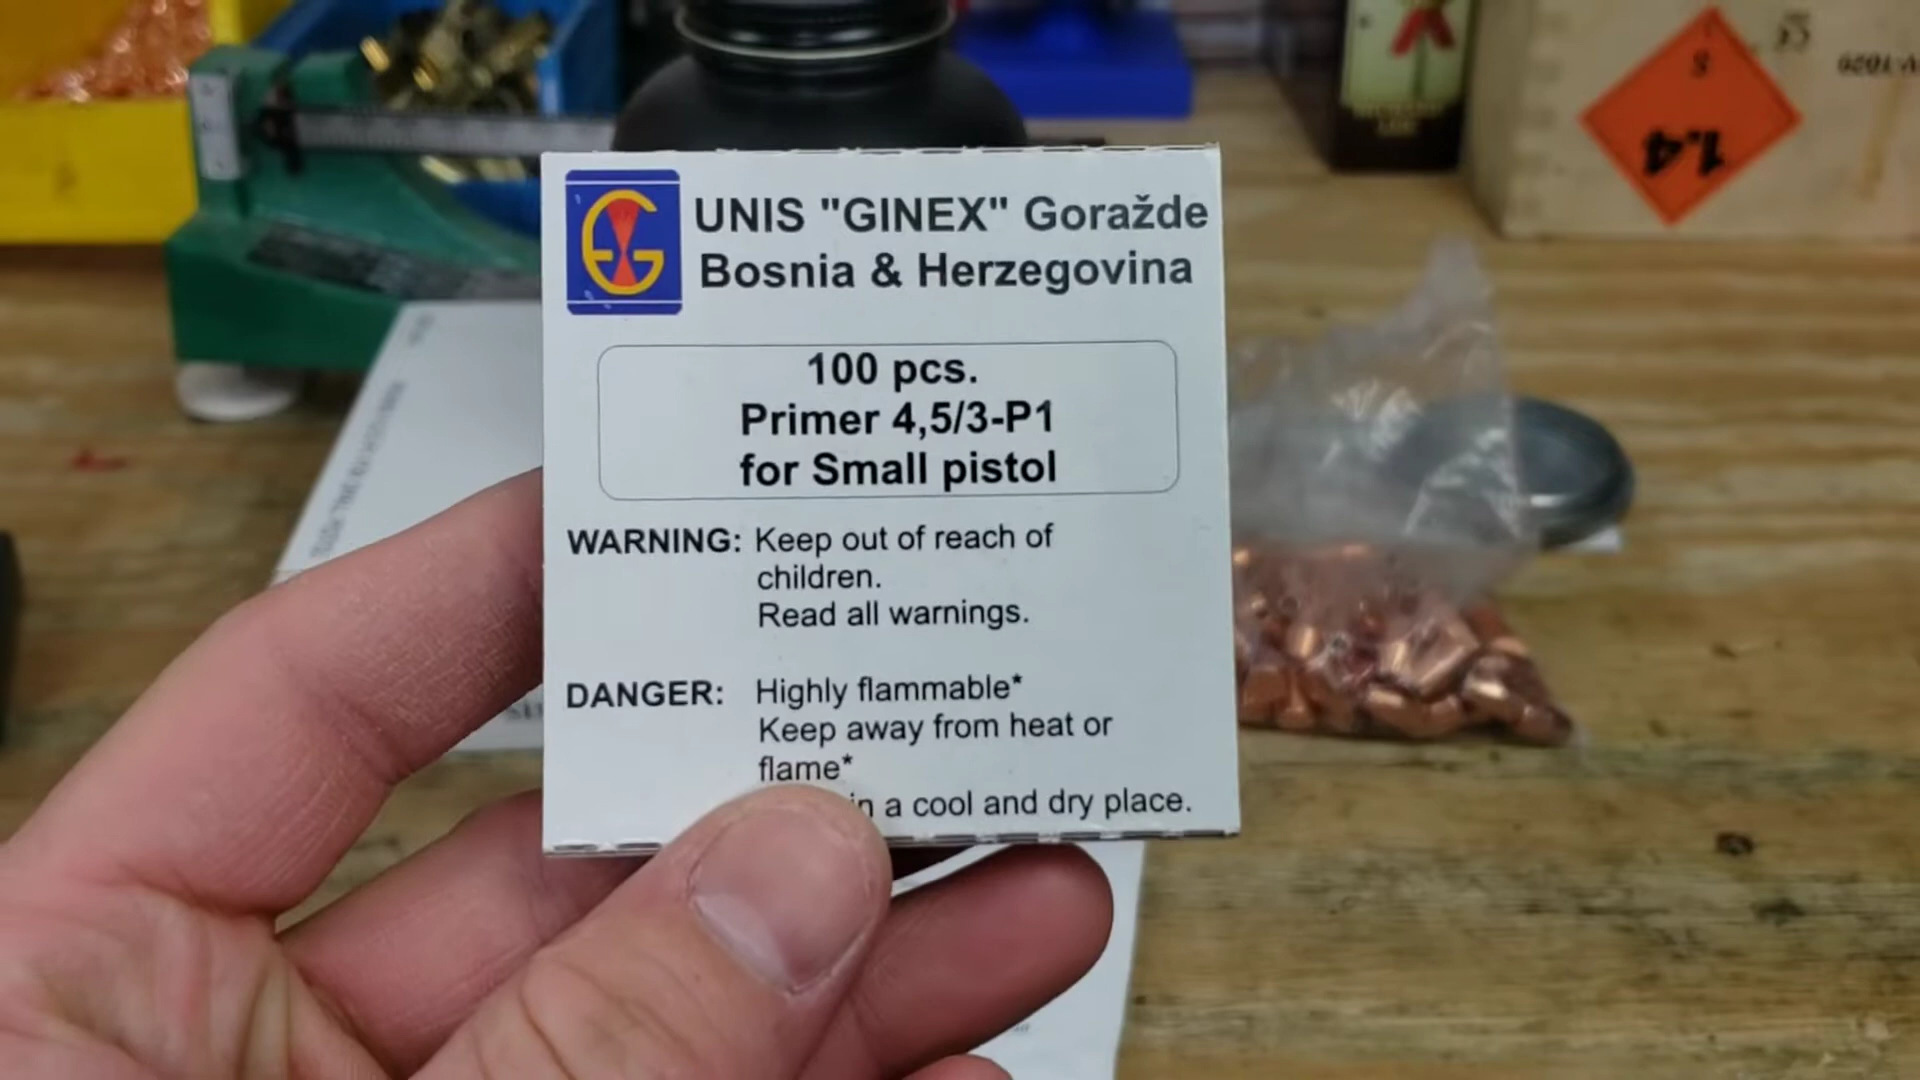 UNIS "GINEX" Goražde
Bosnia & Herzegovina
100 pcs.
Primer 4,5/3-P1
for Small pistol
WARNING: Keep out of reach of
children.
Read all warnings.
DANGER: Highly flammable*
Keep away from heat or
flame*
in a cool and dry place.
1.4
S